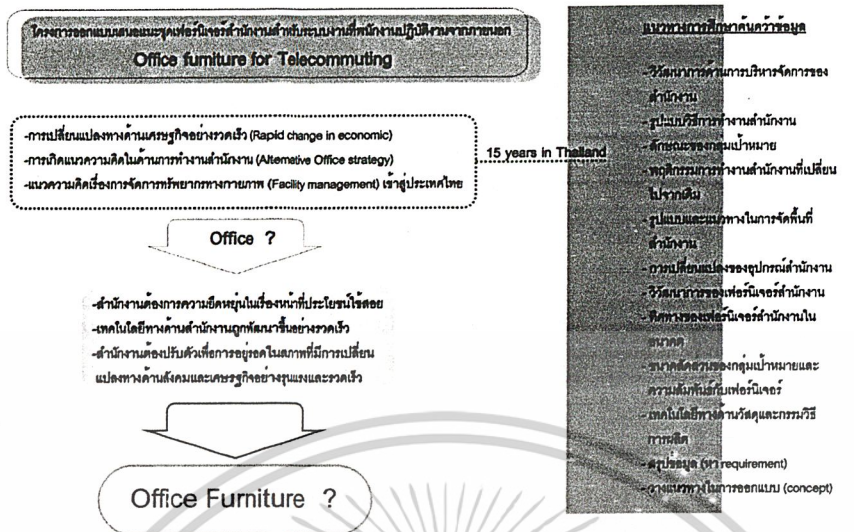 โครงการออกแบบเสนอแนะชุดเฟอร์นิเจอร์สำนักงานสำหรับระบบงานที่พนักงานปฏิบัติงานจากภายนอก
Office furniture for Telecommuting
-การเปลี่ยนแปลงทางด้านเศรษฐกิจอย่างรวดเร็ว (Rapid change in economic)
-การเกิดแนวความคิดในด้านการทำงานสำนักงาน (Alternative Office strategy)
-แนวความคิดเรื่องการจัดการทรัพยากรทางกายภาพ (Facility management) เข้าสู่ประเทศไทย
15 years in Thailand
Office ?
-สำนักงานต้องการความยืดหยุ่นในเรื่องหน้าที่ประโยชน์ใช้สอย
-เทคโนโลยีทางด้านสำนักงานถูกพัฒนาขึ้นอย่างรวดเร็ว
-สำนักงานต้องปรับตัวเพื่อการอยู่รอดในสภาพที่มีการเปลี่ยน
แปลงทางด้านสังคมและเศรษฐกิจอย่างรุนแรงและรวดเร็ว
Office Furniture ?
แนวทางการศึกษาค้นคว้าข้อมูล
- วิวัฒนาการด้านการบริหารจัดการของ
สำนักงาน
- รูปแบบวิธีการทำงานสำนักงาน
- ลักษณะของกลุ่มเป้าหมาย
- พฤติกรรมการทำงานสำนักงานที่เปลี่ยน
ไปจากเดิม
- รูปแบบและแนวทางในการจัดพื้นที่
สำนักงาน
- การเปลี่ยนแปลงของอุปกรณ์สำนักงาน
- วิวัฒนาการของเฟอร์นิเจอร์สำนักงาน
- ทิศทางของเฟอร์นิเจอร์สำนักงานใน
อนาคต
- ขนาดสัดส่วนของกลุ่มเป้าหมายและ
ความสัมพันธ์กับเฟอร์นิเจอร์
- เทคโนโลยีทางด้านวัสดุและกรรมวิธี
การผลิต
- สรุปข้อมูล (หา requirement)
- วางแนวทางในการออกแบบ (concept)